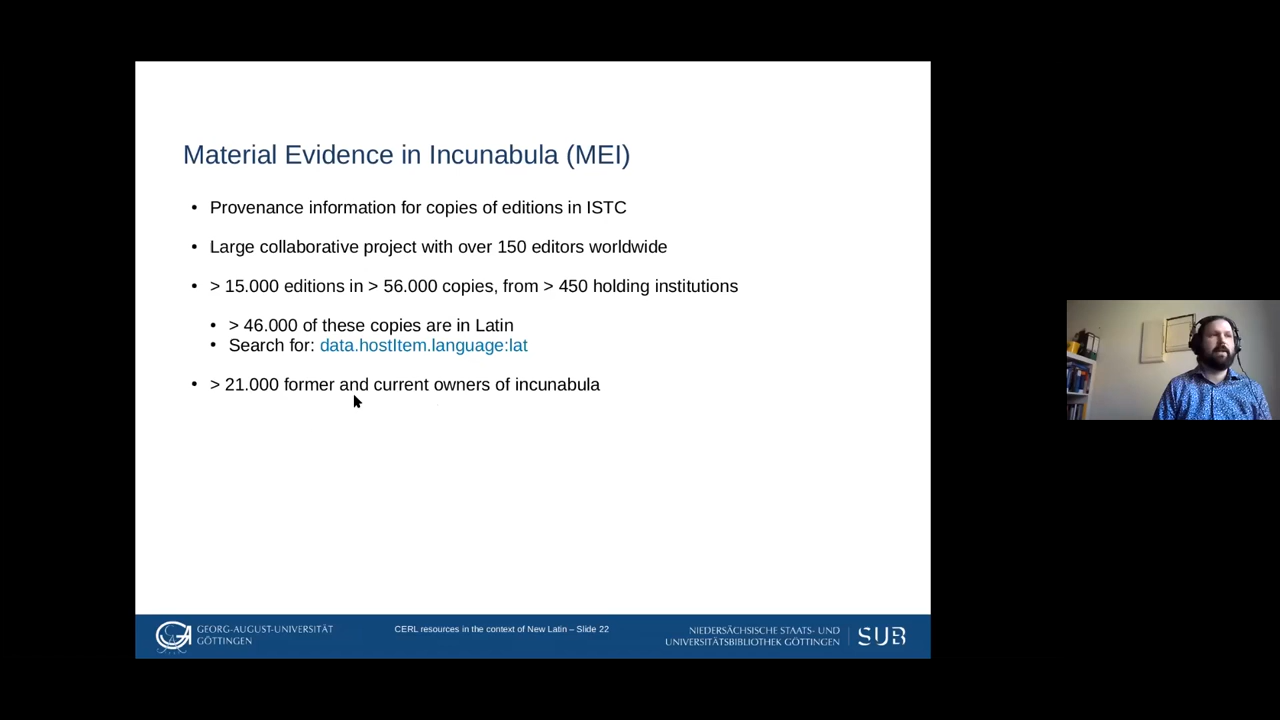 Material Evidence in Incunabula (MEI)
• Provenance information for copies of editions in ISTC
• Large collaborative project with over 150 editors worldwide
• > 15.000 editions in > 56.000 copies, from > 450 holding institutions
• > 46.000 of these copies are in Latin
• Search for: data.hostItem.language:lat
• > 21.000 former and current owners of incunabula
GEORG-AUGUST-UNIVERSITÄT
GÖTTINGEN
CERL resources in the context of New Latin – Slide 22
NIEDERSÄCHSISCHE STAATS- UND
UNIVERSITÄTSBIBLIOTHEK GÖTTINGEN
SUB